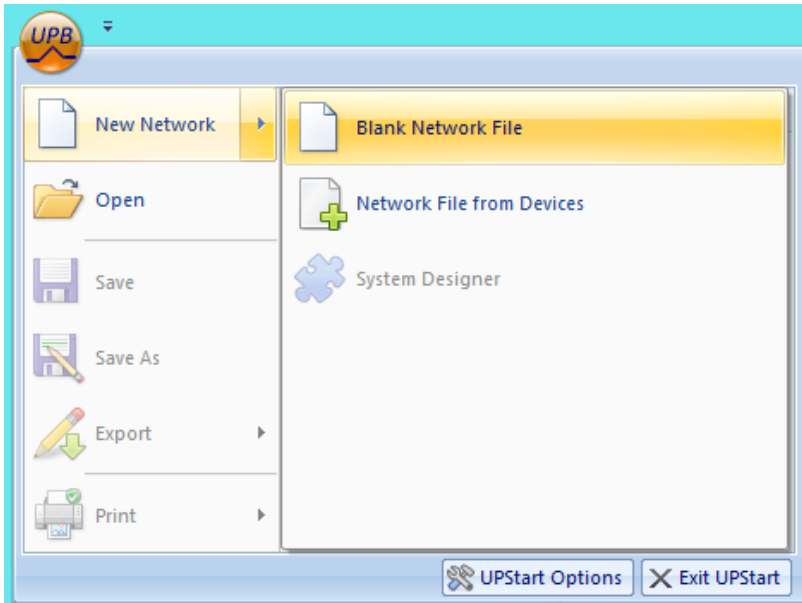 UPB
New Network
Blank Network File
Open
Network File from Devices
Save
System Designer
Save As
Export
Print
UPStart Options
Exit UPStart